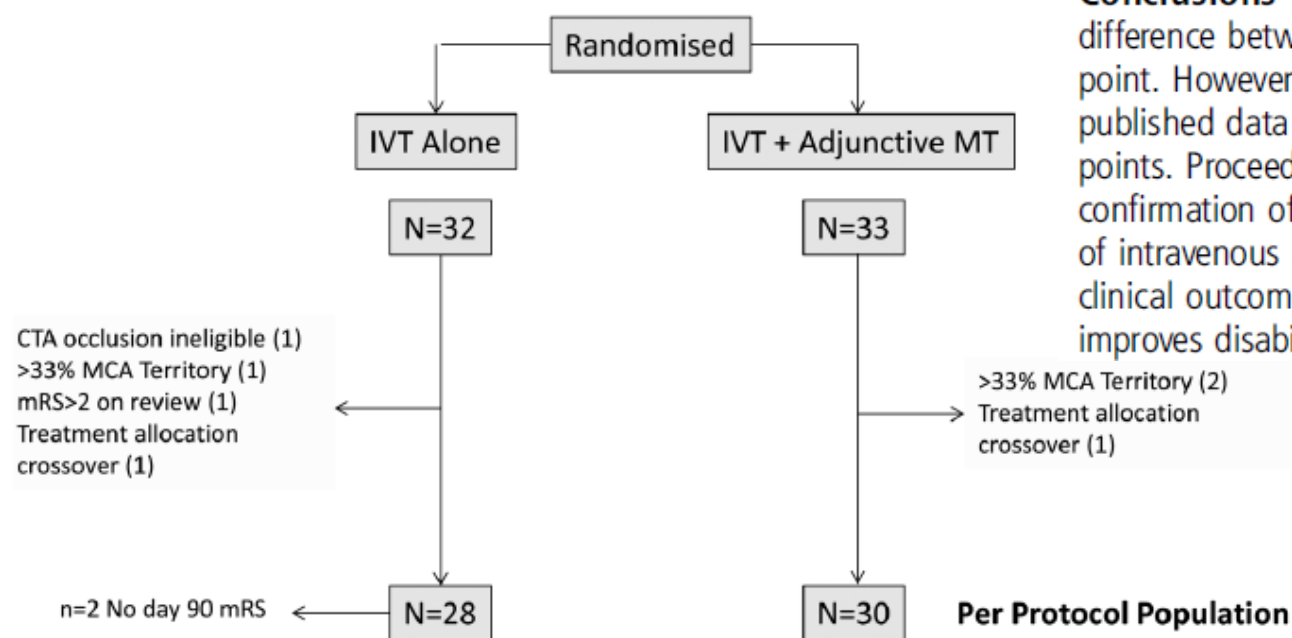 Conclusions
difference betw
point. However
published data
points. Proceed
confirmation of
of intravenous
clinical outcom
improves disabi
Randomised
IVT Alone
IVT + Adjunctive MT
N=32
N=33
CTA occlusion ineligible (1)
>33% MCA Territory (1)
mRS>2 on review (1)
Treatment allocation
crossover (1)
>33% MCA Territory (2)
Treatment allocation
crossover (1)
n=2 No day 90 mRS
N=28
N=30
Per Protocol Population